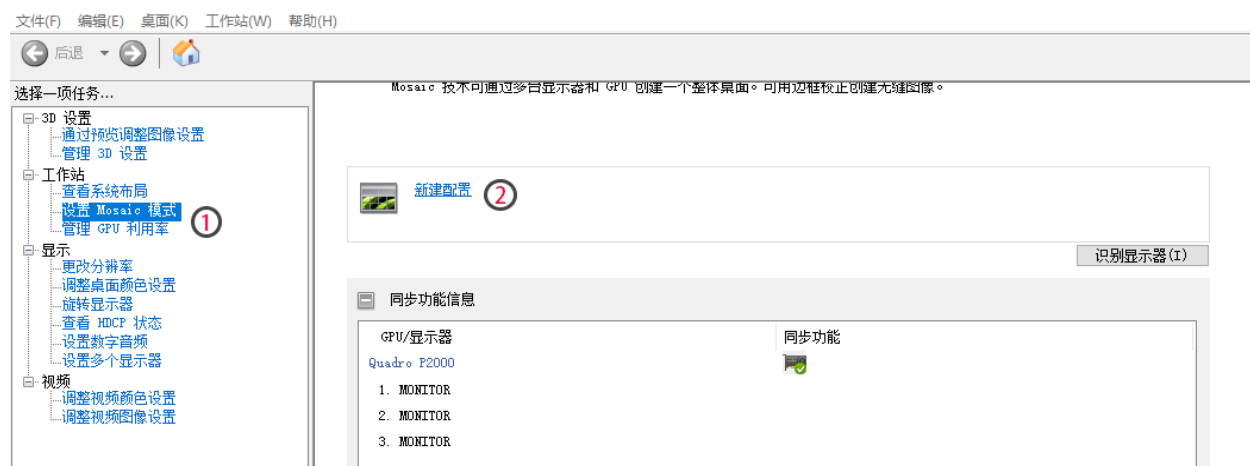 文件(F) 编辑(E) 桌面(K) 工作站(W) 帮助(H)
后退
选择一项任务...
3D 设置
通过预览调整图像设置
管理 3D 设置
工作站
查看系统布局
设置 Mosaic 模式
管理 GPU 利用率
1
显示
更改分辨率
调整桌面颜色设置
旋转显示器
查看 HDCP 状态
设置数字音频
设置多个显示器
视频
调整视频颜色设置
调整视频图像设置
Mosaic 技术可通过多台显示器和 GPU 创建一个整体桌面。可用边框校正创建无缝图像。
新建配置 2
识别显示器(I)
同步功能信息
GPU/显示器 同步功能
Quadro P2000
1. MONITOR
2. MONITOR
3. MONITOR